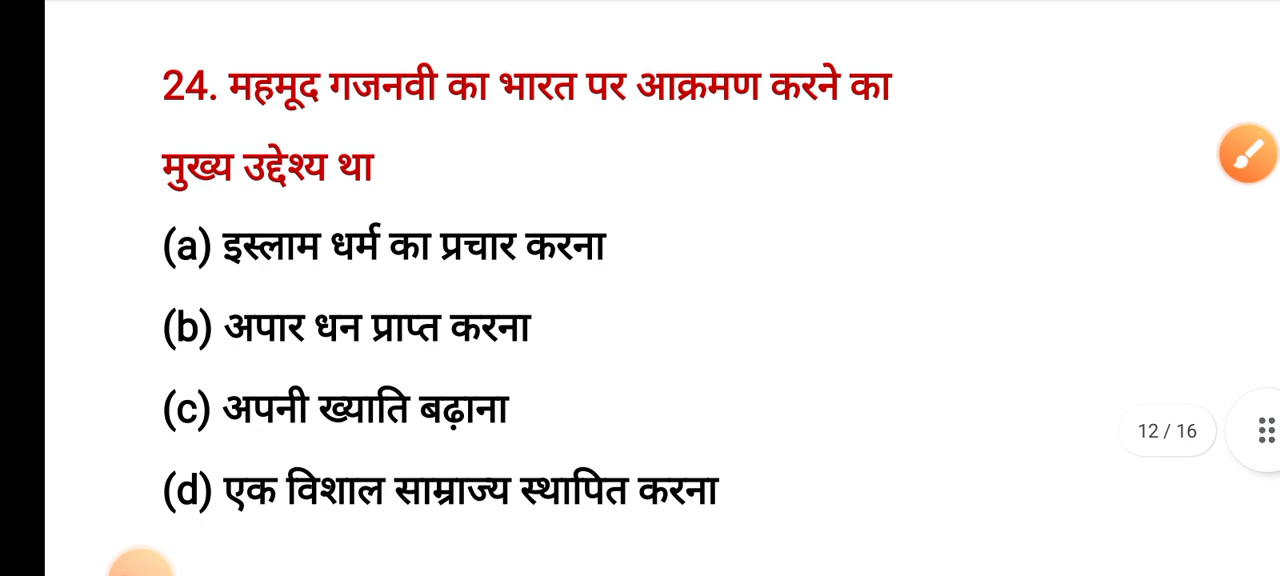 24. महमूद गजनवी का भारत पर आक्रमण करने का
मुख्य उद्देश्य था
(a) इस्लाम धर्म का प्रचार करना
(b) अपार धन प्राप्त करना
(c) अपनी ख्याति बढ़ाना
12 / 16
(d) एक विशाल साम्राज्य स्थापित करना